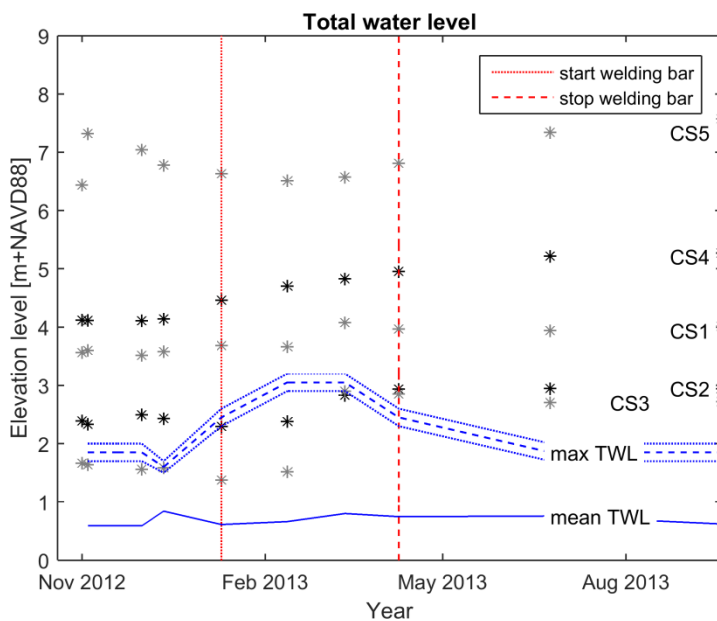 Total water level
9
8
7
6
5
4
3
2
1
0
Elevation level [m+NAVD88]
start welding bar
stop welding bar
CS5
CS4
CS1
CS2
CS3
max TWL
mean TWL
Nov 2012
Feb 2013
May 2013
Aug 2013
Year